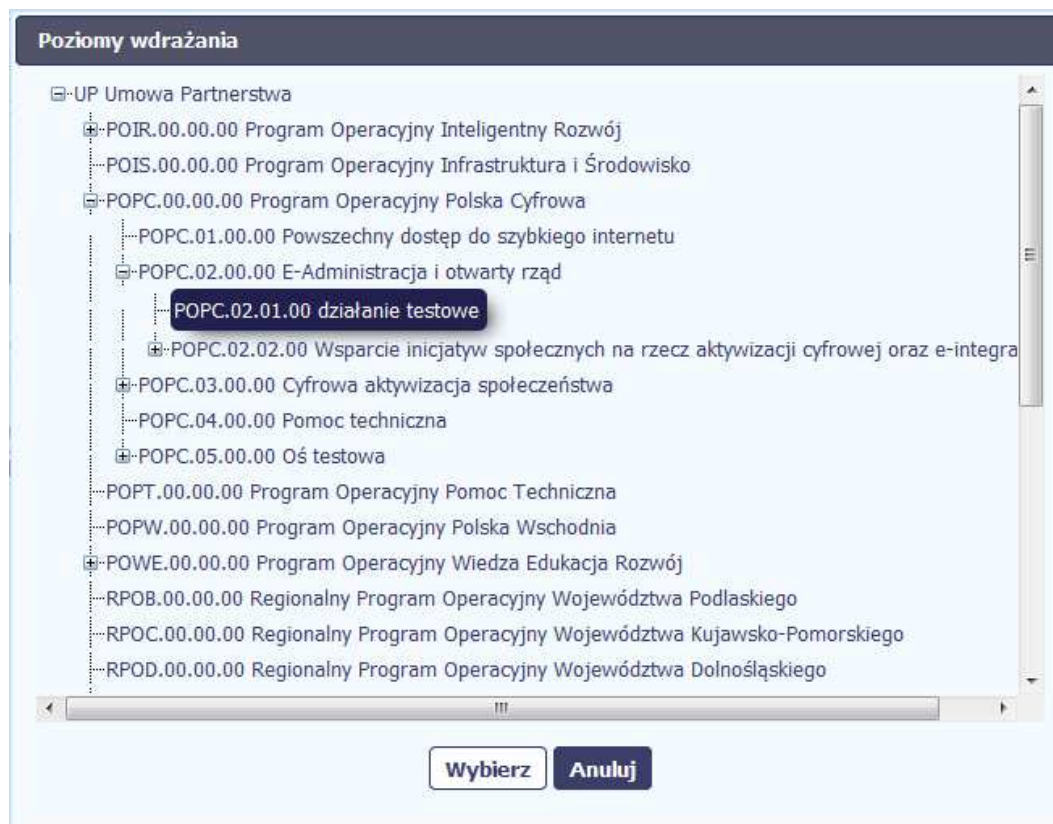 Poziomy wdrażania
UP Umowa Partnerstwa
POIR.00.00.00 Program Operacyjny Inteligentny Rozwój
POIS.00.00.00 Program Operacyjny Infrastruktura i Środowisko
POPC.00.00.00 Program Operacyjny Polska Cyfrowa
POPC.01.00.00 Powszechny dostęp do szybkiego internetu
POPC.02.00.00 E-Administracja i otwarty rząd
POPC.02.01.00 działanie testowe
POPC.02.02.00 Wsparcie inicjatyw społecznych na rzecz aktywizacji cyfrowej oraz e-integra
POPC.03.00.00 Cyfrowa aktywizacja społeczeństwa
POPC.04.00.00 Pomoc techniczna
POPC.05.00.00 Oś testowa
POPT.00.00.00 Program Operacyjny Pomoc Techniczna
POPW.00.00.00 Program Operacyjny Polska Wschodnia
POWE.00.00.00 Program Operacyjny Wiedza Edukacja Rozwój
RPOB.00.00.00 Regionalny Program Operacyjny Województwa Podlaskiego
RPOC.00.00.00 Regionalny Program Operacyjny Województwa Kujawsko-Pomorskiego
RPOD.00.00.00 Regionalny Program Operacyjny Województwa Dolnośląskiego
Wybierz Anuluj